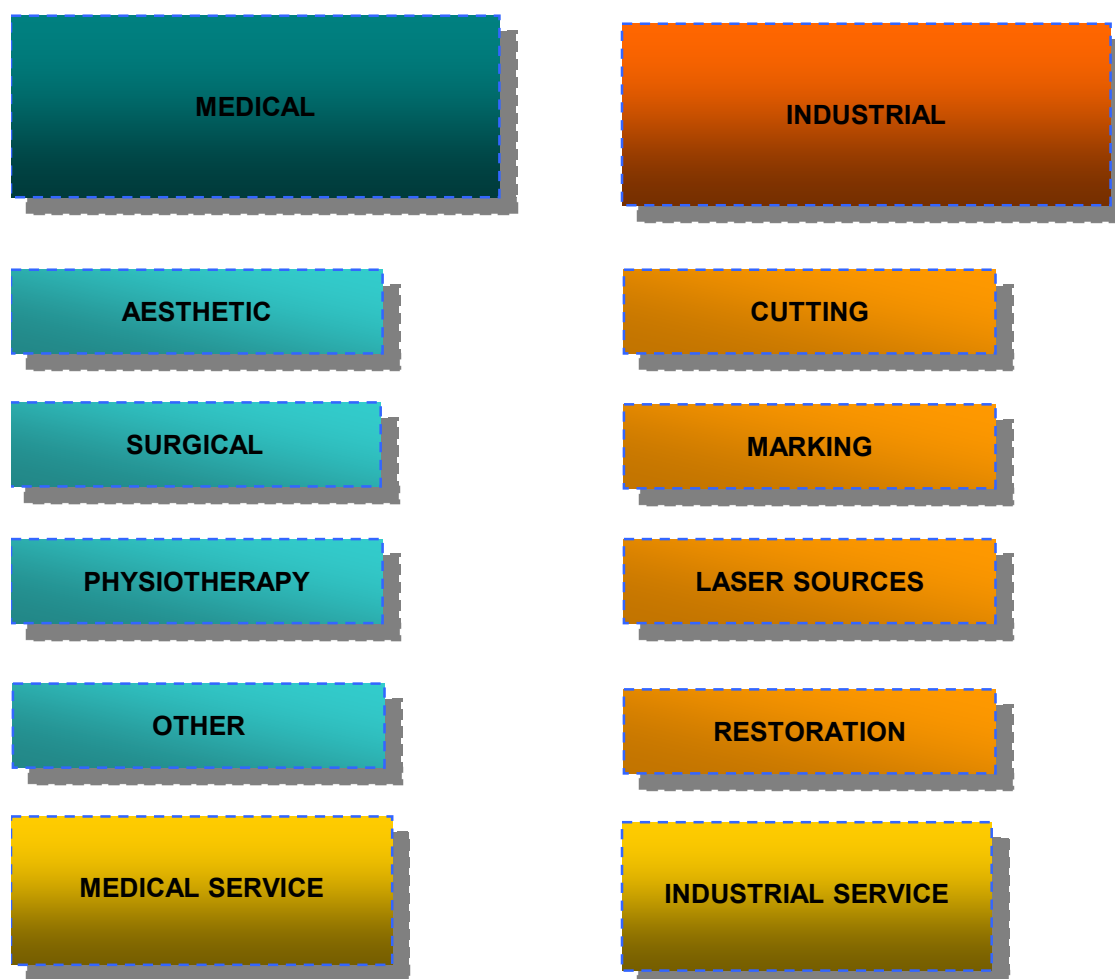 MEDICAL
INDUSTRIAL
AESTHETIC
CUTTING
SURGICAL
MARKING
PHYSIOTHERAPY
LASER SOURCES
OTHER
RESTORATION
MEDICAL SERVICE
INDUSTRIAL SERVICE